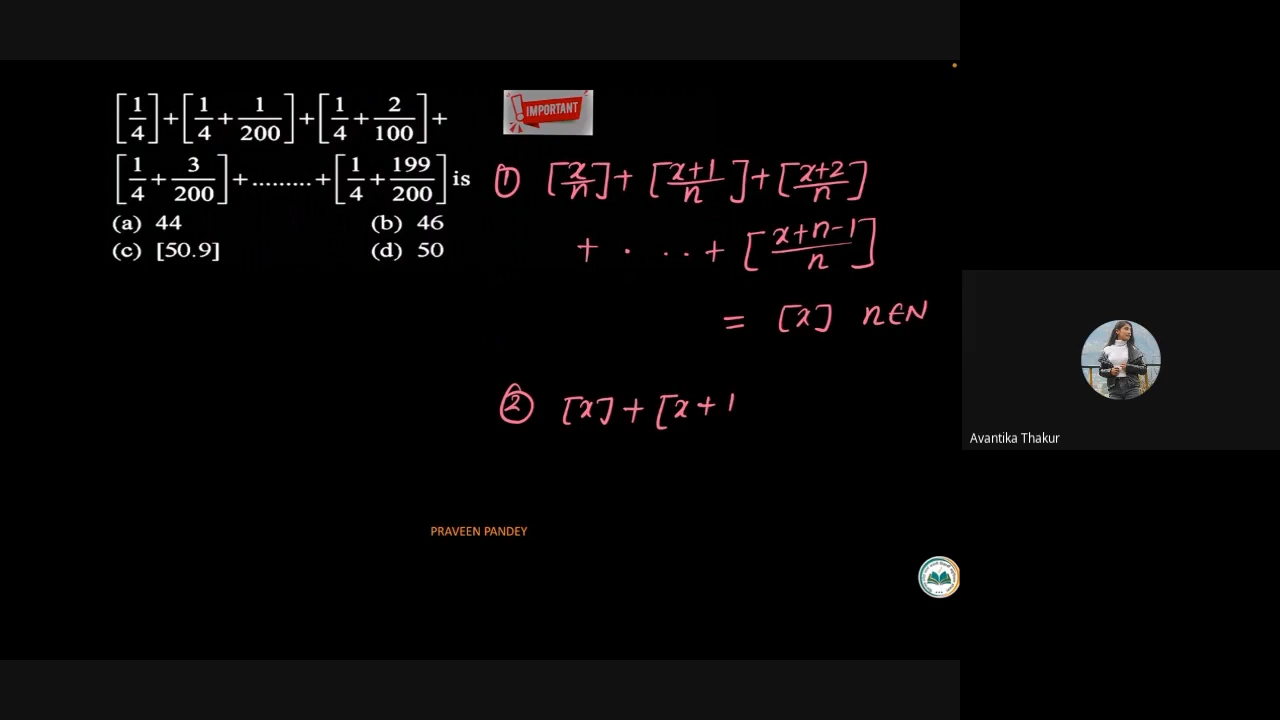 [1/4]+[1/4+1/200]+[1/4+2/100]+
[1/4+3/200]+.........+[1/4+199/200] is
(a) 44 (b) 46
(c) [50.9] (d) 50
IMPORTANT
① [x/n]+[x+1/n]+[x+2/n]
+ . . . + [x+n-1/n]
= [x] n∈N
② [x]+[x+1
Avantika Thakur
PRAVEEN PANDEY